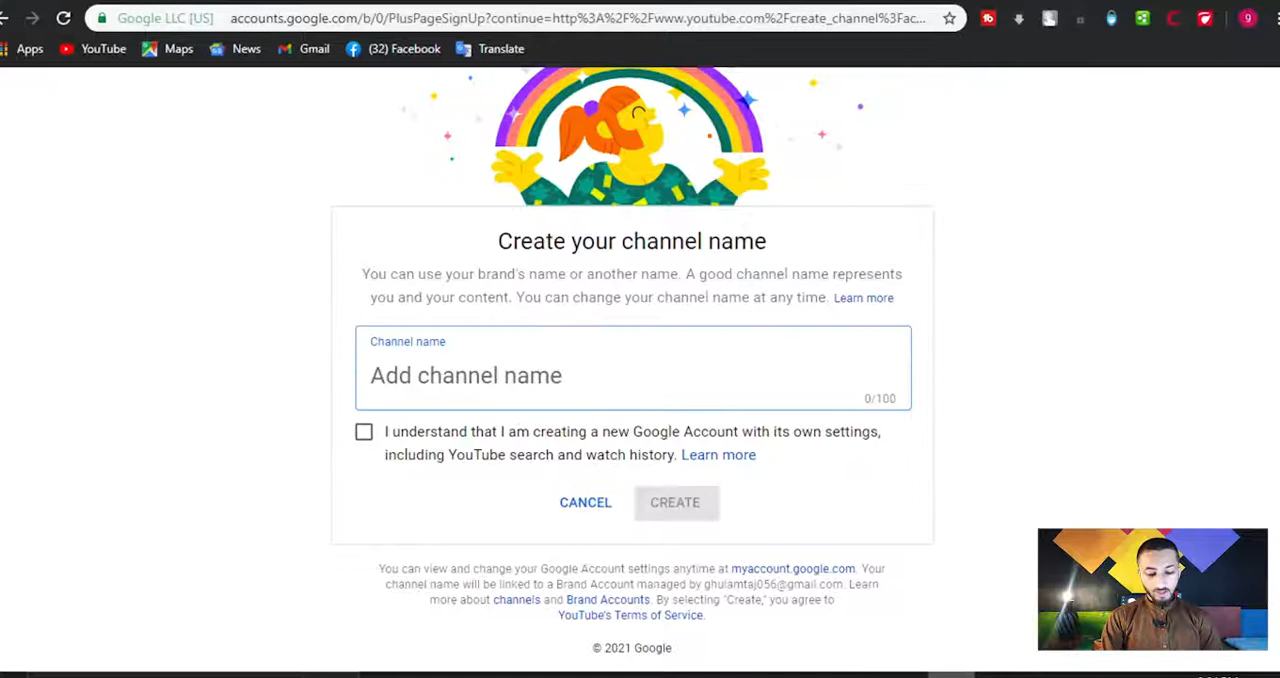 Google LLC [US] accounts.google.com/b/0/PlusPageSignUp?continue=http%3A%2F%2Fwww.youtube.com%2Fcreate_channel%3Fac...
9
Apps YouTube Maps News Gmail (32) Facebook Translate
Create your channel name
You can use your brand's name or another name. A good channel name represents
you and your content. You can change your channel name at any time. Learn more
Channel name
Add channel name
0/100
I understand that I am creating a new Google Account with its own settings,
including YouTube search and watch history. Learn more
CANCEL CREATE
You can view and change your Google Account settings anytime at myaccount.google.com. Your
channel name will be linked to a Brand Account managed by ghulamtaj056@gmail.com. Learn
more about channels and Brand Accounts. By selecting "Create," you agree to
YouTube's Terms of Service.
© 2021 Google